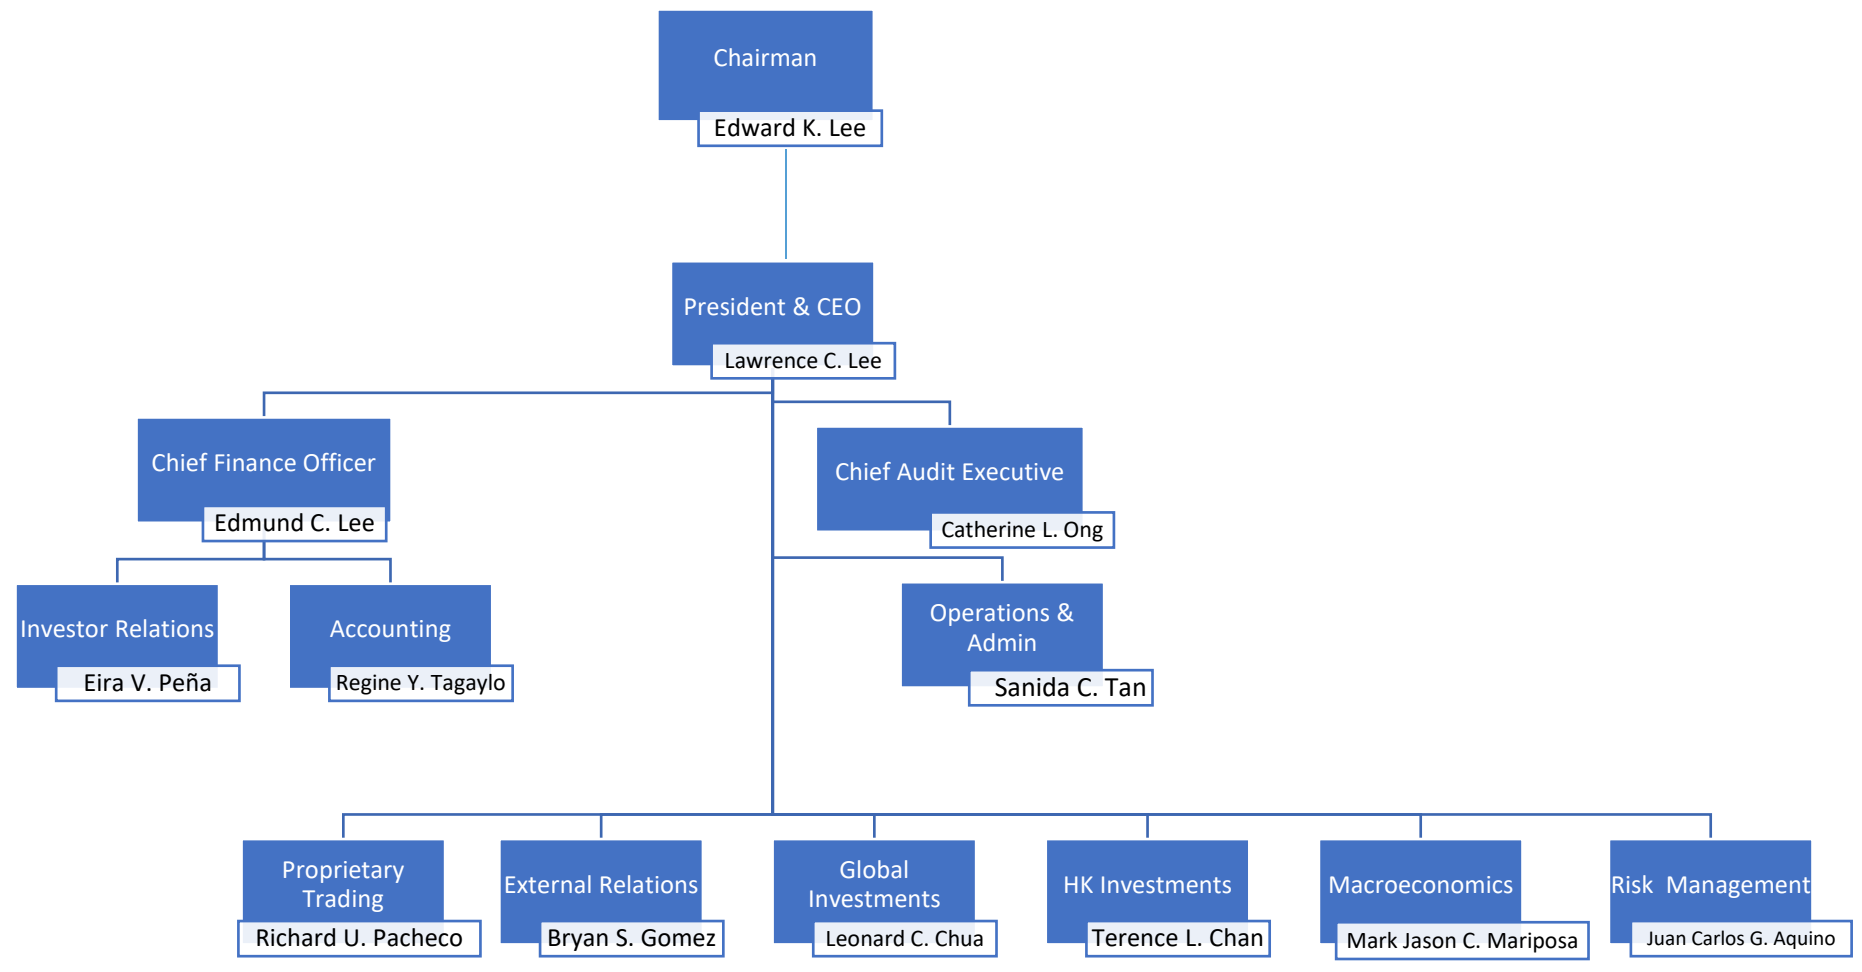 Chairman
Edward K. Lee
President & CEO
Lawrence C. Lee
Chief Finance Officer
Edmund C. Lee
Chief Audit Executive
Catherine L. Ong
Investor Relations
Eira V. Peña
Accounting
Regine Y. Tagaylo
Operations &
Admin
Sanida C. Tan
Proprietary
Trading
Richard U. Pacheco
External Relations
Bryan S. Gomez
Global
Investments
Leonard C. Chua
HK Investments
Terence L. Chan
Macroeconomics
Mark Jason C. Mariposa
Risk  Management
Juan Carlos G. Aquino